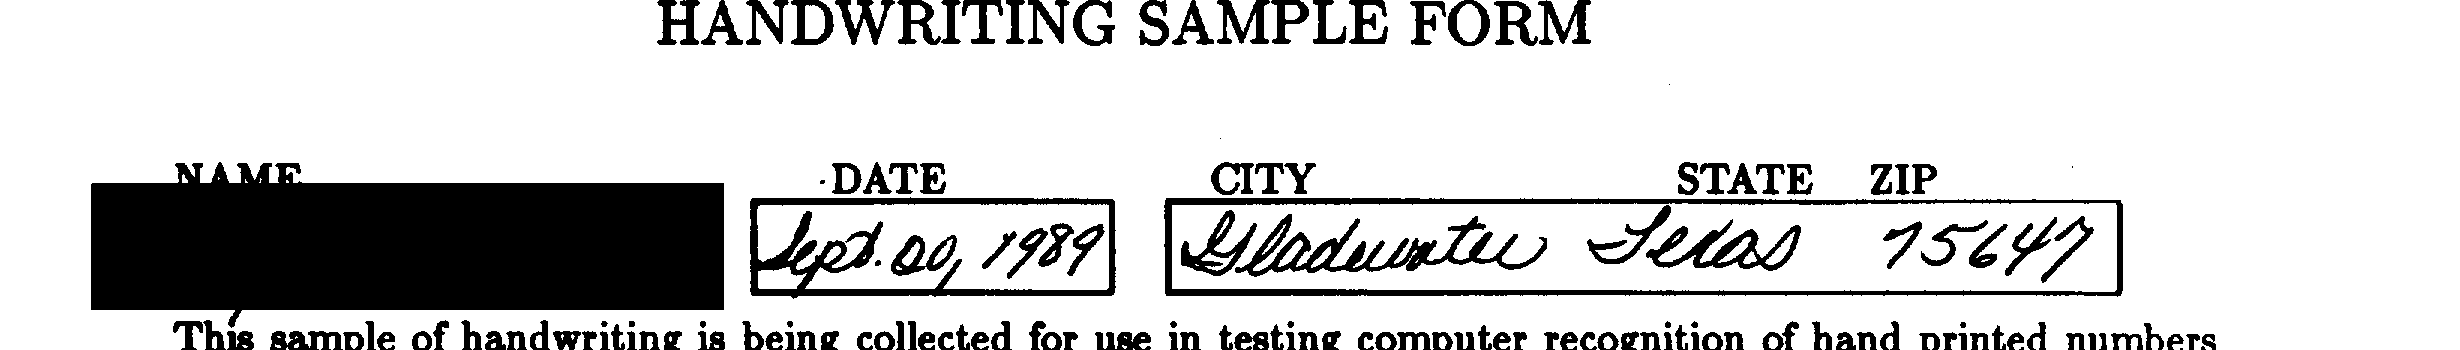 HANDWRITING SAMPLE FORM
NAME DATE CITY STATE ZIP
Sept. 20, 1989 Gladewater Texas 75647
This sample of handwriting is being collected for use in testing computer recognition of hand printed numbers